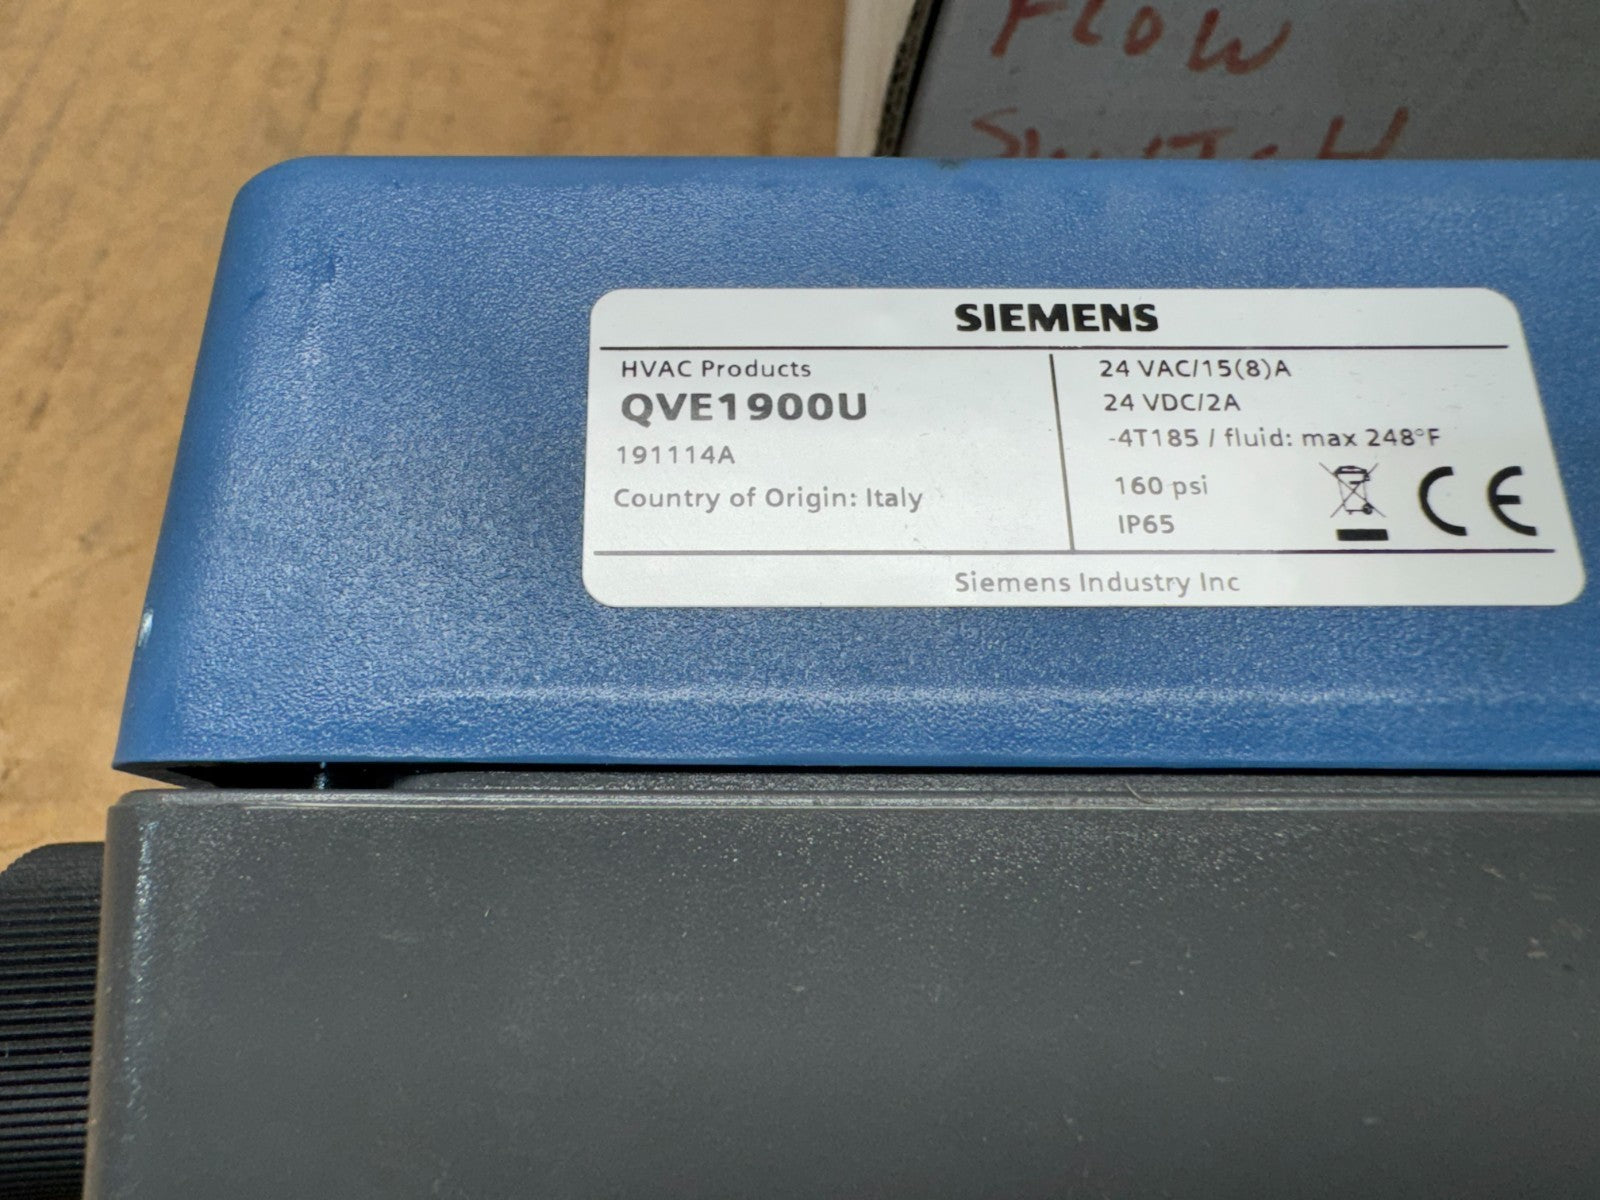 FLOW
SWITCH
SIEMENS
HVAC Products
QVE1900U
191114A
Country of Origin: Italy
24 VAC/15(8)A
24 VDC/2A
-4T185 / fluid: max 248°F
160 psi
IP65
CE
Siemens Industry Inc